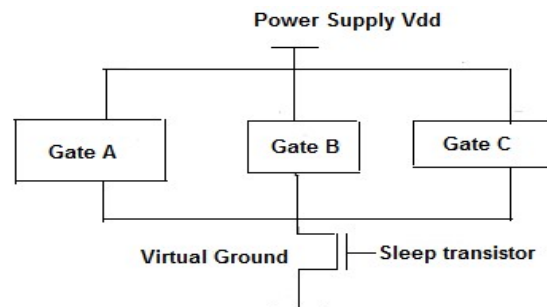 Power Supply Vdd
Gate A
Gate B
Gate C
Virtual Ground
Sleep transistor